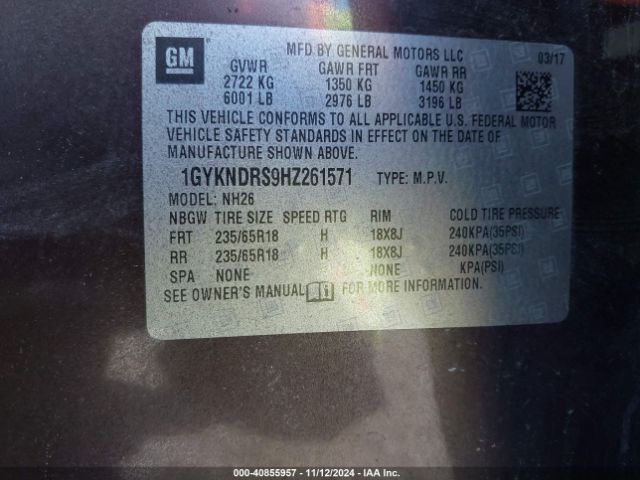 GM
MFD BY GENERAL MOTORS LLC 03/17
GVWR GAWR FRT GAWR RR
2722 KG 1350 KG 1450 KG
6001 LB 2976 LB 3196 LB
THIS VEHICLE CONFORMS TO ALL APPLICABLE U.S. FEDERAL MOTOR
VEHICLE SAFETY STANDARDS IN EFFECT ON THE DATE OF
MANUFACTURE SHOWN ABOVE.
1GYKNDRS9HZ261571 TYPE: M.P.V.
MODEL: NH26
NBGW TIRE SIZE SPEED RTG RIM COLD TIRE PRESSURE
FRT 235/65R18 H 18X8J 240KPA(35PSI)
RR 235/65R18 H 18X8J 240KPA(35PSI)
SPA NONE NONE KPA(PSI)
SEE OWNER'S MANUAL FOR MORE INFORMATION.
000-40855957 - 11/12/2024 - IAA Inc.